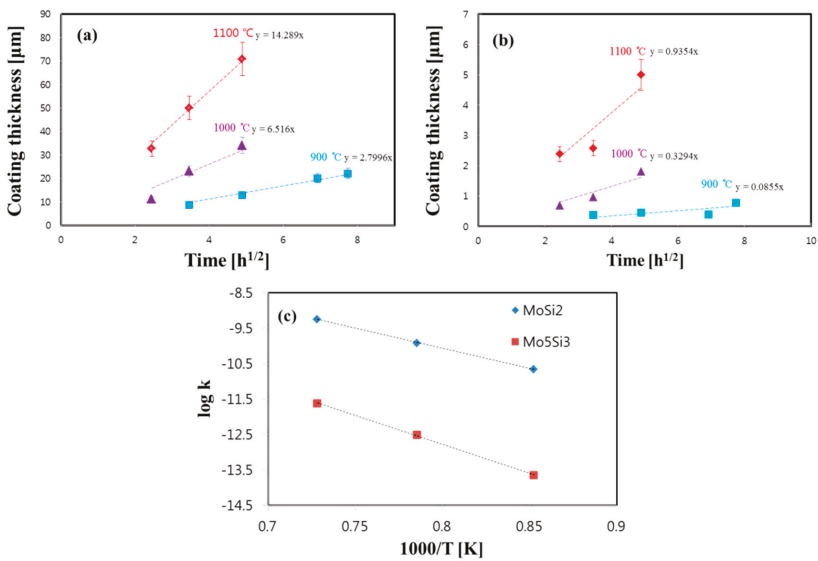 (a)
1100 ℃ y = 14.289x
1000 ℃
y = 6.516x
900 ℃ y = 2.7996x
Coating thickness [µm]
90
80
70
60
50
40
30
20
10
0
0 2 4 6 8
Time [h1/2]
(b)
1100 ℃ y = 0.9354x
1000 ℃
y = 0.3294x
900 ℃
y = 0.0855x
Coating thickness [µm]
7
6
5
4
3
2
1
0
0 2 4 6 8 10
Time [h1/2]
(c)
MoSi2
Mo5Si3
log k
-8.5
-9.5
-10.5
-11.5
-12.5
-13.5
-14.5
0.7 0.75 0.8 0.85 0.9
1000/T [K]